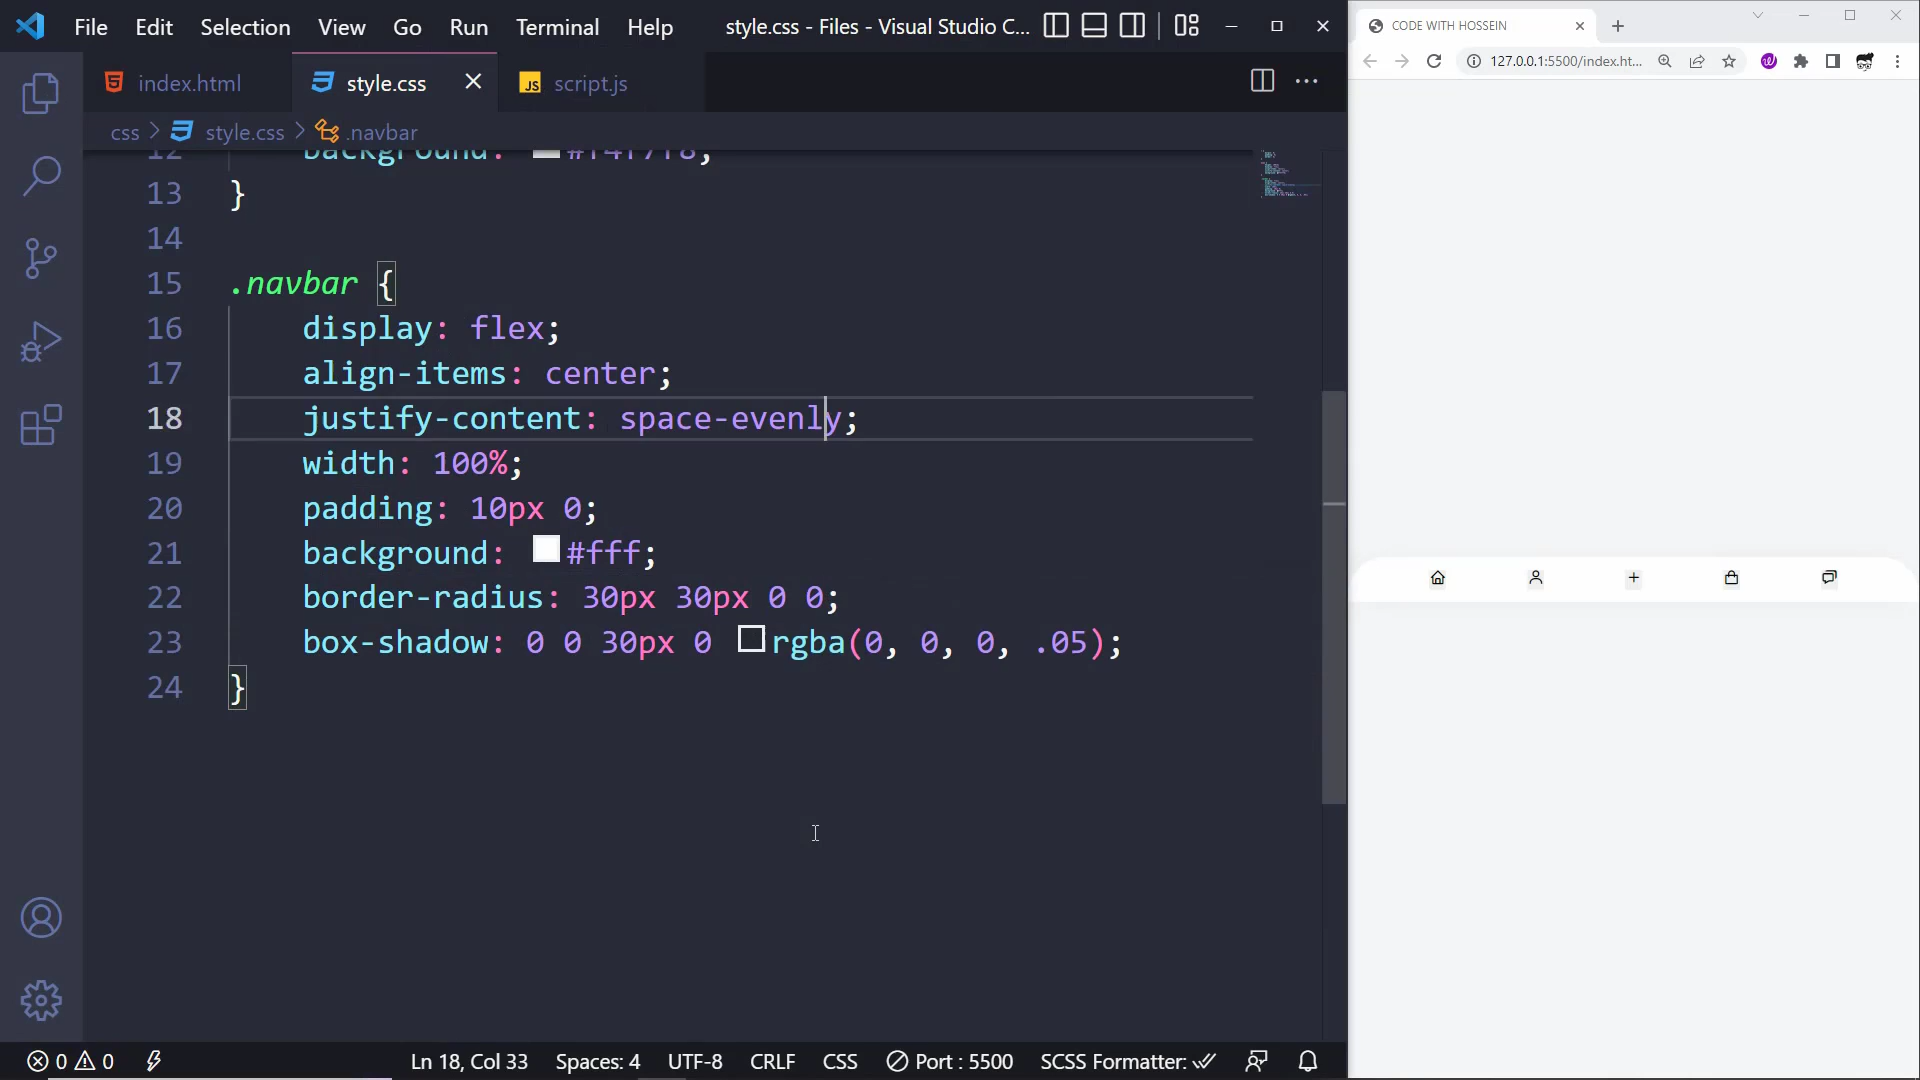 File Edit Selection View Go Run Terminal Help
style.css - Files - Visual Studio C...
index.html
style.css
JS script.js
css > style.css > .navbar
12 background: #f4f7f8;
13 }
14
15 .navbar {
16 display: flex;
17 align-items: center;
18 justify-content: space-evenly;
19 width: 100%;
20 padding: 10px 0;
21 background: #fff;
22 border-radius: 30px 30px 0 0;
23 box-shadow: 0 0 30px 0 rgba(0, 0, 0, .05);
24 }
0 0
Ln 18, Col 33
Spaces: 4
UTF-8
CRLF
CSS
Port : 5500
SCSS Formatter:
CODE WITH HOSSEIN
127.0.0.1:5500/index.ht...